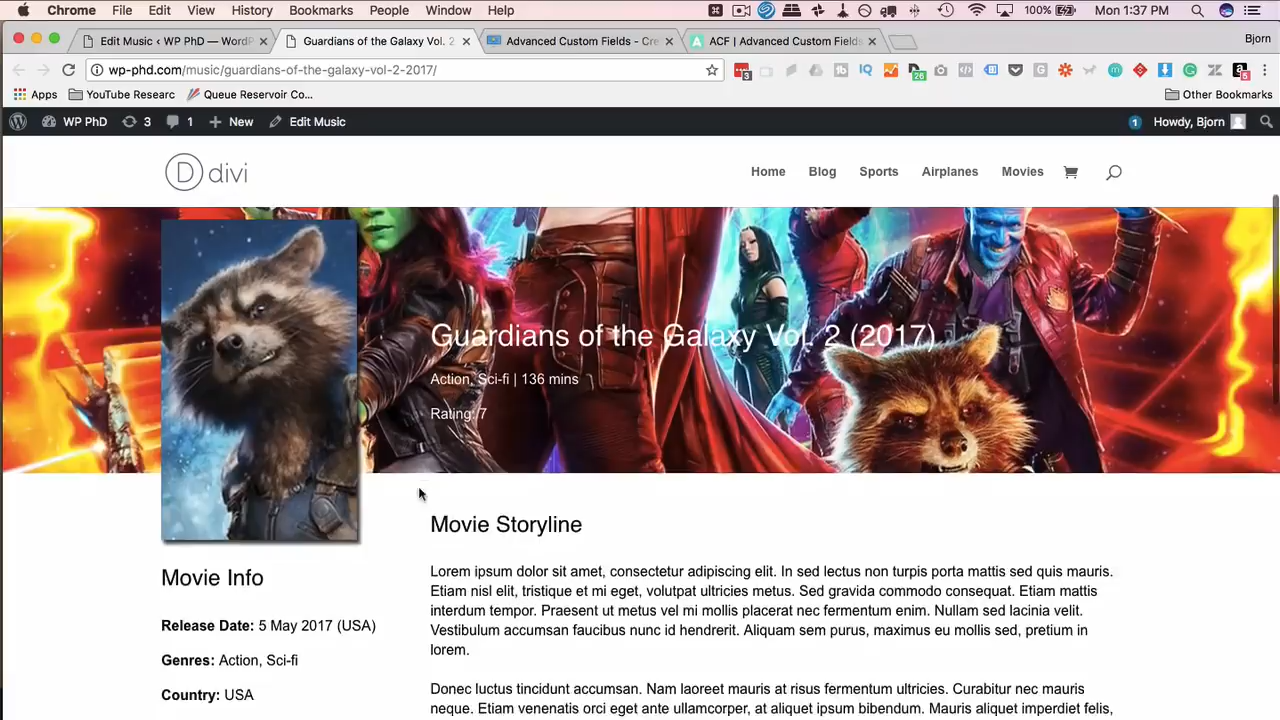 Chrome File Edit View History Bookmarks People Window Help 100% Mon 1:37 PM
Edit Music ‹ WP PhD — WordP
Guardians of the Galaxy Vol. 2
Advanced Custom Fields - Cre
ACF | Advanced Custom Fields
Bjorn
wp-phd.com/music/guardians-of-the-galaxy-vol-2-2017/
3
26
5
Apps YouTube Researc Queue Reservoir Co... Other Bookmarks
WP PhD 3 1 New Edit Music 1 Howdy, Bjorn
D divi Home Blog Sports Airplanes Movies
Guardians of the Galaxy Vol. 2 (2017)
Action, Sci-fi | 136 mins
Rating: 7
Movie Storyline
Lorem ipsum dolor sit amet, consectetur adipiscing elit. In sed lectus non turpis porta mattis sed quis mauris.
Etiam nisl elit, tristique et mi eget, volutpat ultricies metus. Sed gravida commodo consequat. Etiam mattis
interdum tempor. Praesent ut metus vel mi mollis placerat nec fermentum enim. Nullam sed lacinia velit.
Vestibulum accumsan faucibus nunc id hendrerit. Aliquam sem purus, maximus eu mollis sed, pretium in
lorem.
Donec luctus tincidunt accumsan. Nam laoreet mauris at risus fermentum ultricies. Curabitur nec mauris
neque. Etiam venenatis orci eget ante ullamcorper, at aliquet ipsum bibendum. Mauris aliquet imperdiet felis,
Movie Info
Release Date: 5 May 2017 (USA)
Genres: Action, Sci-fi
Country: USA